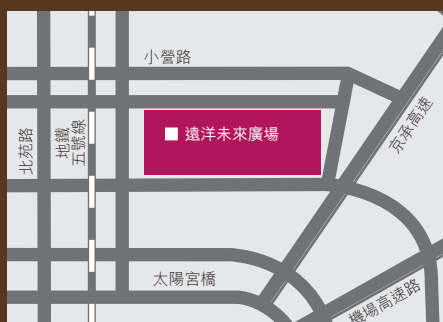 小營路
遠洋未來廣場
京承高速
北苑路
地鐵
五號線
太陽宮橋
機場高速路